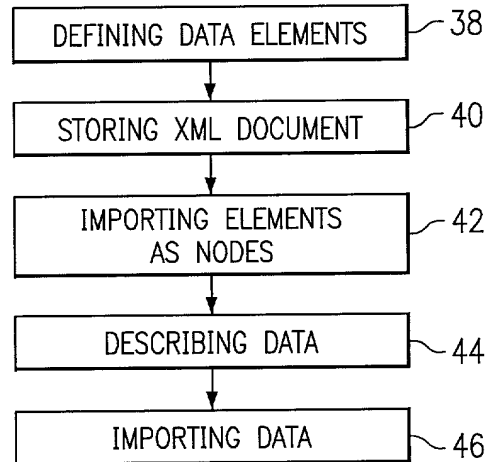 DEFINING DATA ELEMENTS 38
STORING XML DOCUMENT 40
IMPORTING ELEMENTS
AS NODES 42
DESCRIBING DATA 44
IMPORTING DATA 46